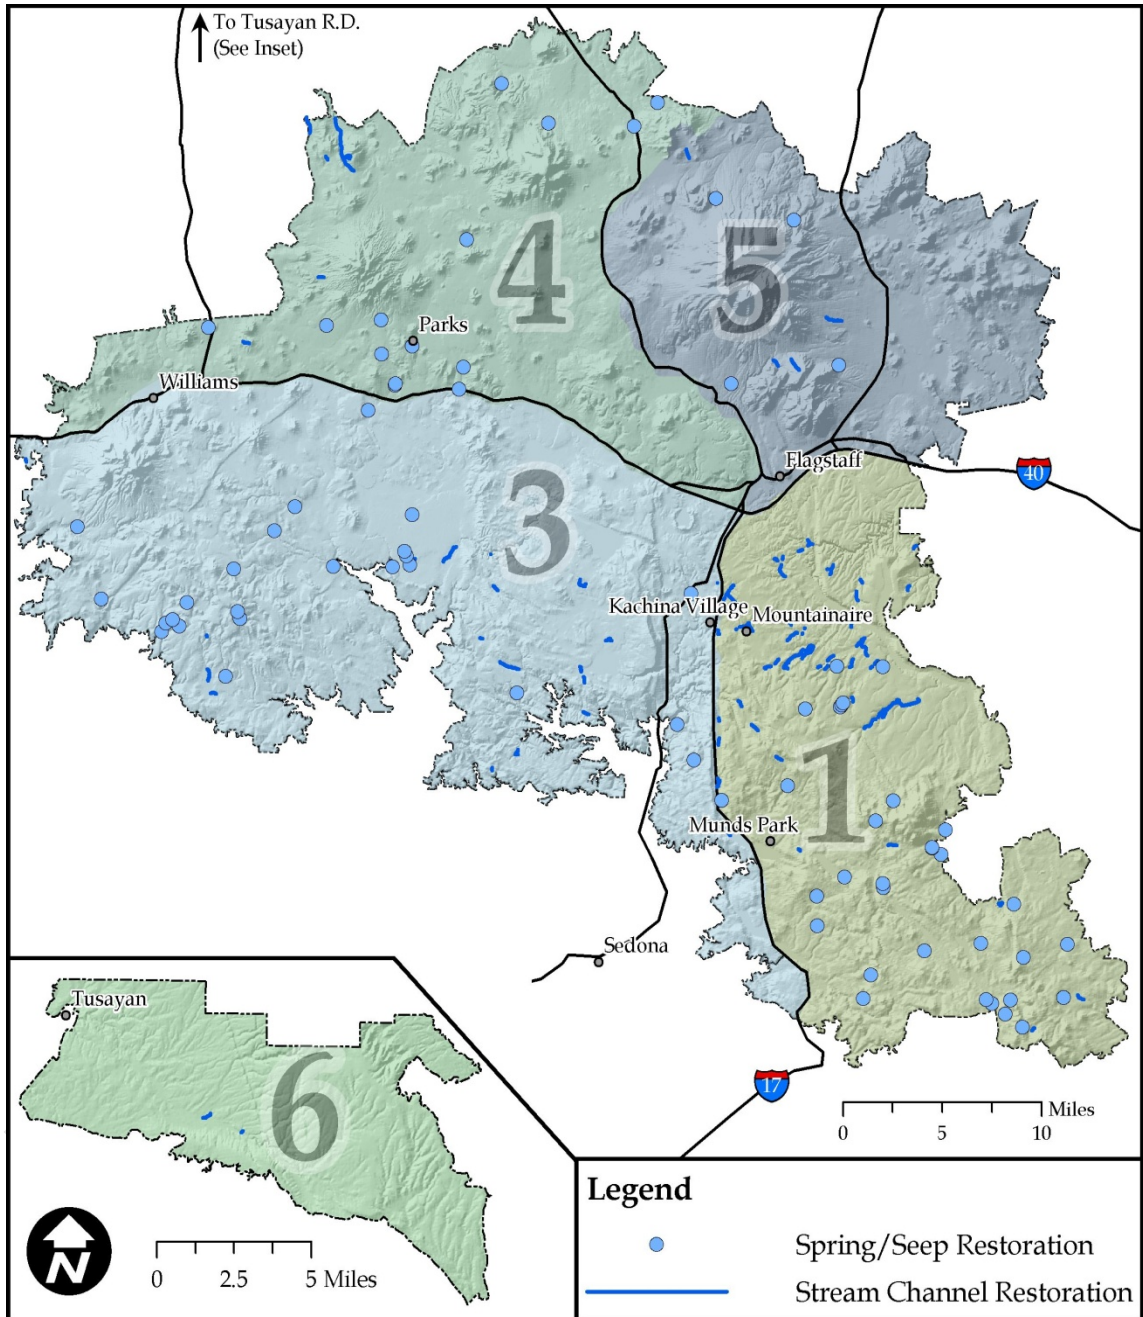 To Tusayan R.D.
(See Inset)
4
5
Parks
Williams
Flagstaff
40
3
Kachina Village
Mountainaire
1
Munds Park
Sedona
Tusayan
6
17
Miles
0 5 10
N
0 2.5 5 Miles
Legend
Spring/Seep Restoration
Stream Channel Restoration